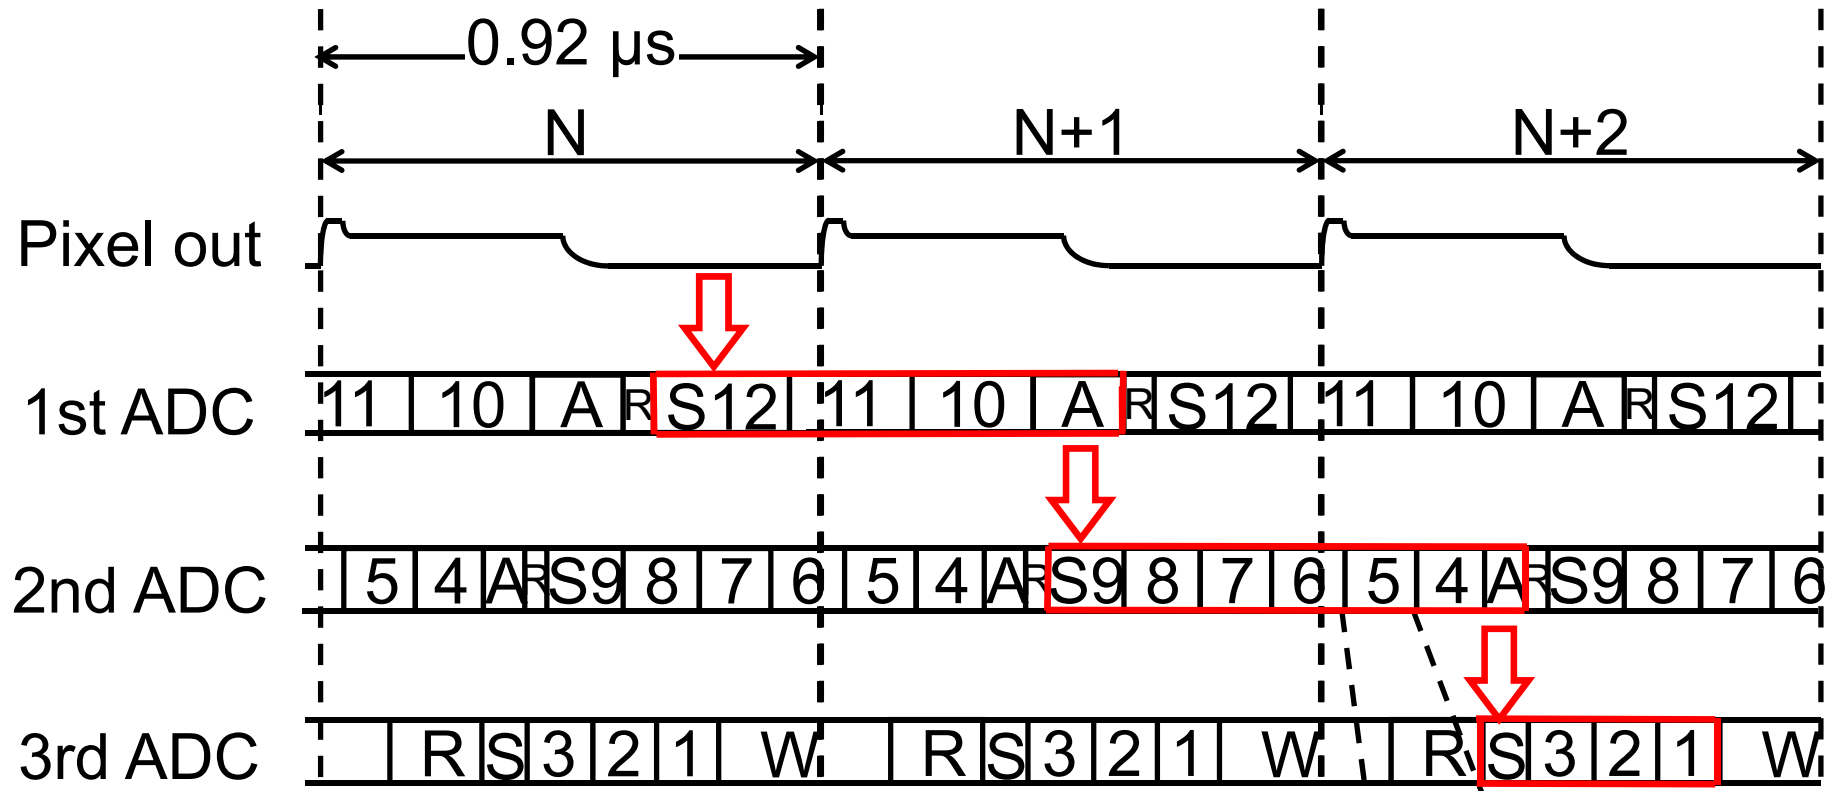 0.92 µs
N N+1 N+2
Pixel out
1st ADC 11 10 A R S12 11 10 A R S12 11 10 A R S12
2nd ADC 5 4 A R S9 8 7 6 5 4 A R S9 8 7 6 5 4 A R S9 8 7 6
3rd ADC R S 3 2 1 W R S 3 2 1 W R S 3 2 1 W